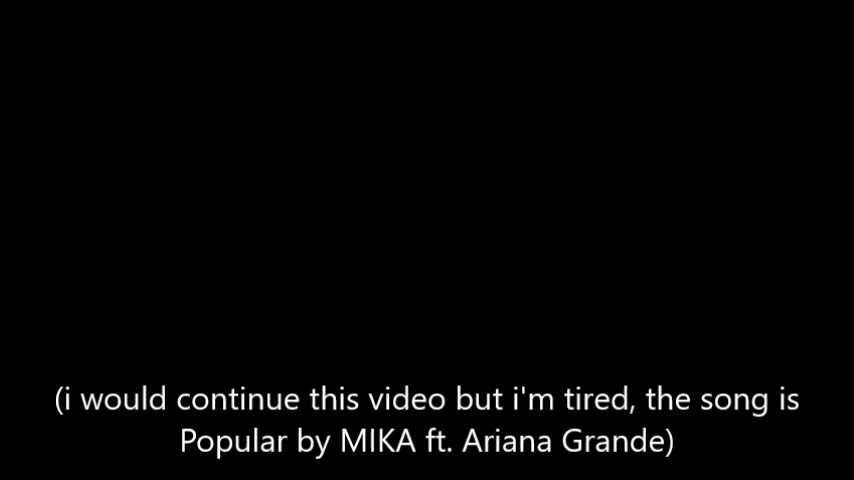 (i would continue this video but i'm tired, the song is
Popular by MIKA ft. Ariana Grande)